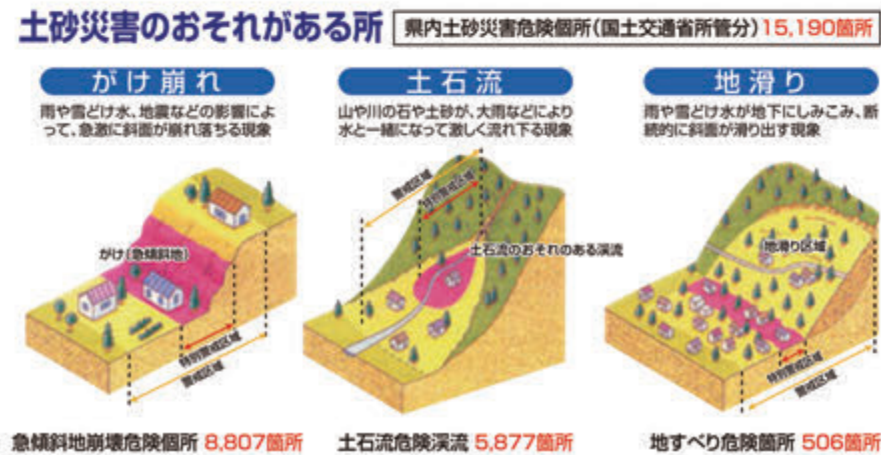 土砂災害のおそれがある所
県内土砂災害危険個所(国土交通省所管分)15,190箇所
がけ崩れ
雨や雪どけ水、地震などの影響によ
って、急激に斜面が崩れ落ちる現象
がけ(急傾斜地)
特別警戒区域
警戒区域
急傾斜地崩壊危険個所 8,807箇所
土石流
山や川の石や土砂が、大雨などにより
水と一緒になって激しく流れ下る現象
警戒区域
特別警戒区域
土石流のおそれのある渓流
土石流危険渓流 5,877箇所
地滑り
雨や雪どけ水が地下にしみこみ、断
続的に斜面が滑り出す現象
地滑り区域
特別警戒区域
警戒区域
地すべり危険箇所 506箇所